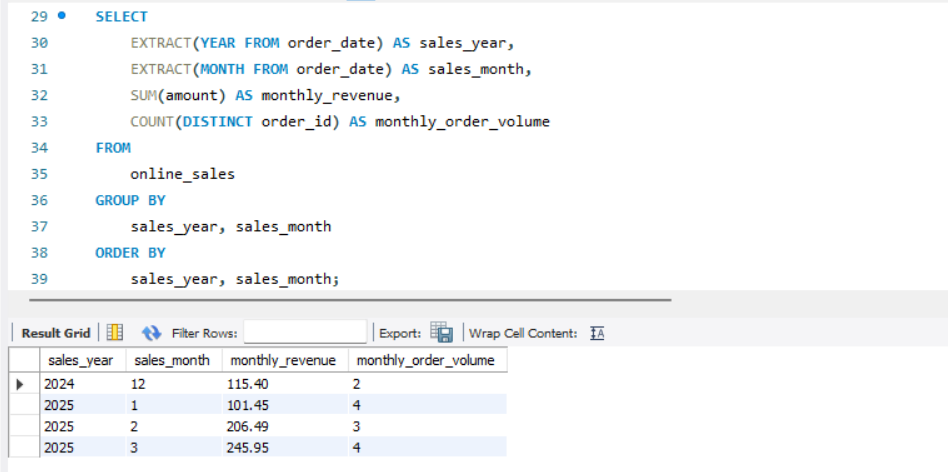 29 SELECT
30 EXTRACT(YEAR FROM order_date) AS sales_year,
31 EXTRACT(MONTH FROM order_date) AS sales_month,
32 SUM(amount) AS monthly_revenue,
33 COUNT(DISTINCT order_id) AS monthly_order_volume
34 FROM
35 online_sales
36 GROUP BY
37 sales_year, sales_month
38 ORDER BY
39 sales_year, sales_month;
Result Grid Filter Rows: Export: Wrap Cell Content: IA
sales_year sales_month monthly_revenue monthly_order_volume
2024 12 115.40 2
2025 1 101.45 4
2025 2 206.49 3
2025 3 245.95 4